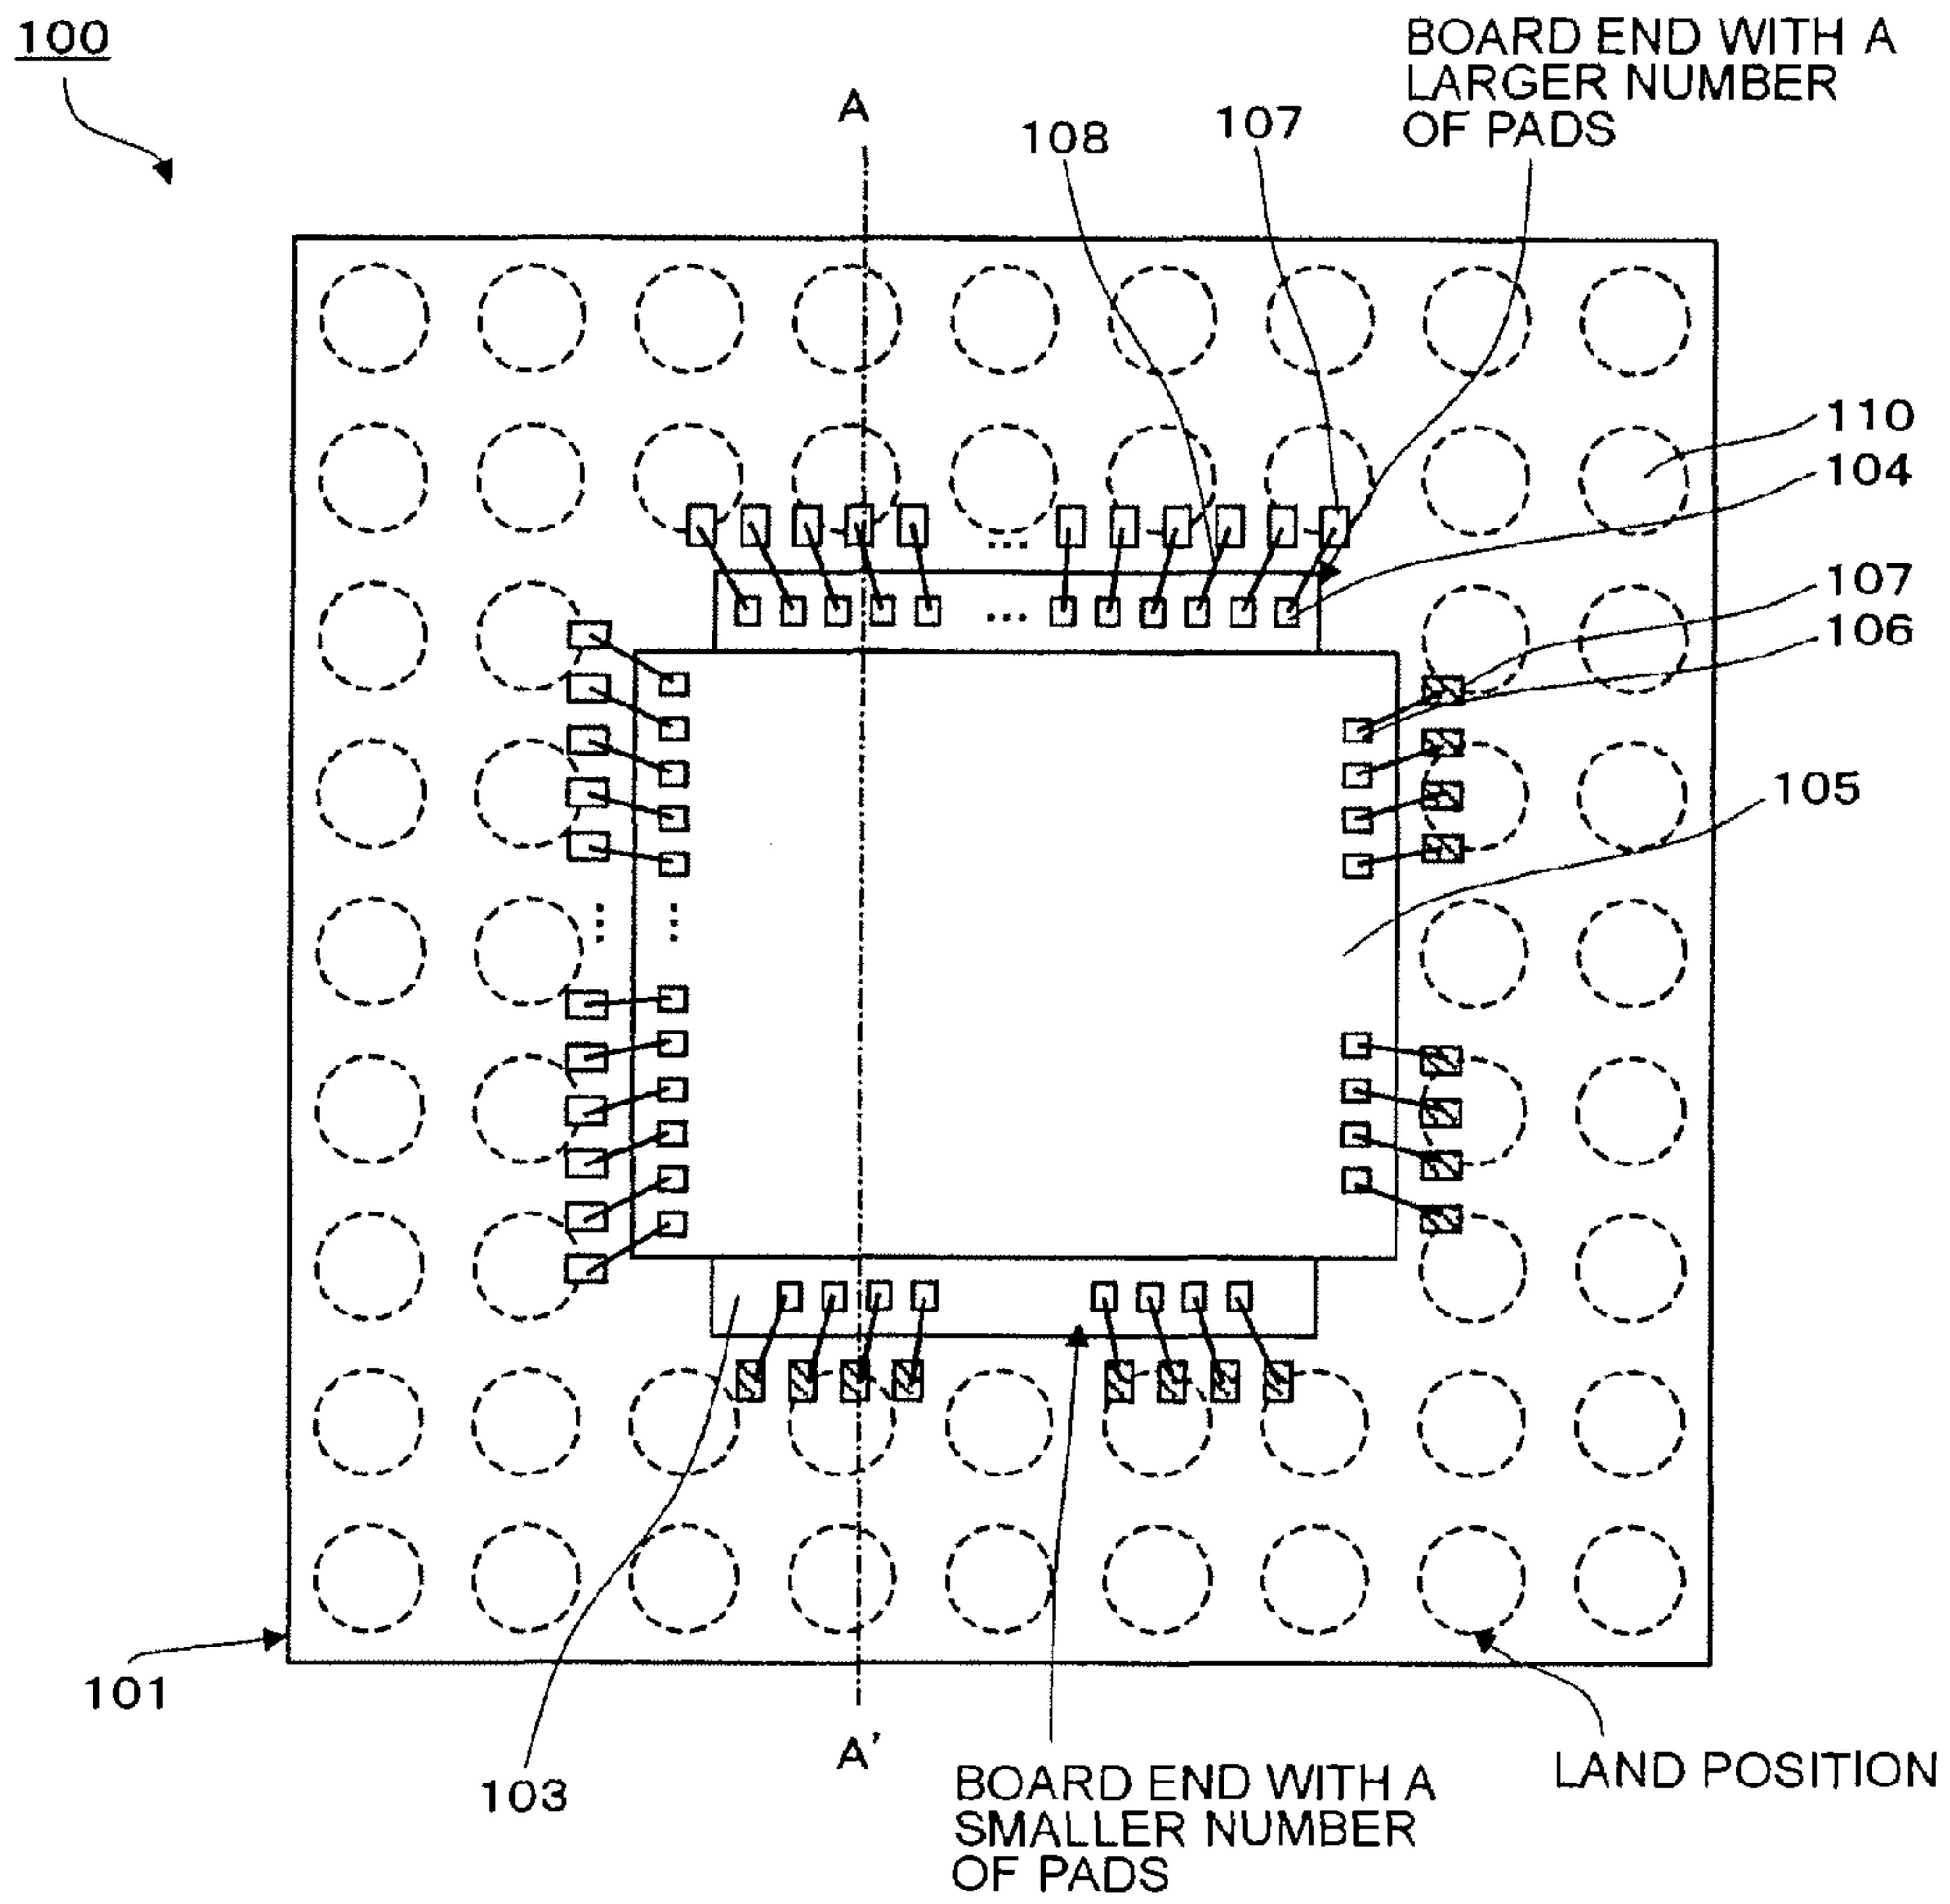 100
BOARD END WITH A
LARGER NUMBER
OF PADS
A
108
107
110
104
107
106
105
...
...
101
A'
103
BOARD END WITH A
SMALLER NUMBER
OF PADS
LAND POSITION